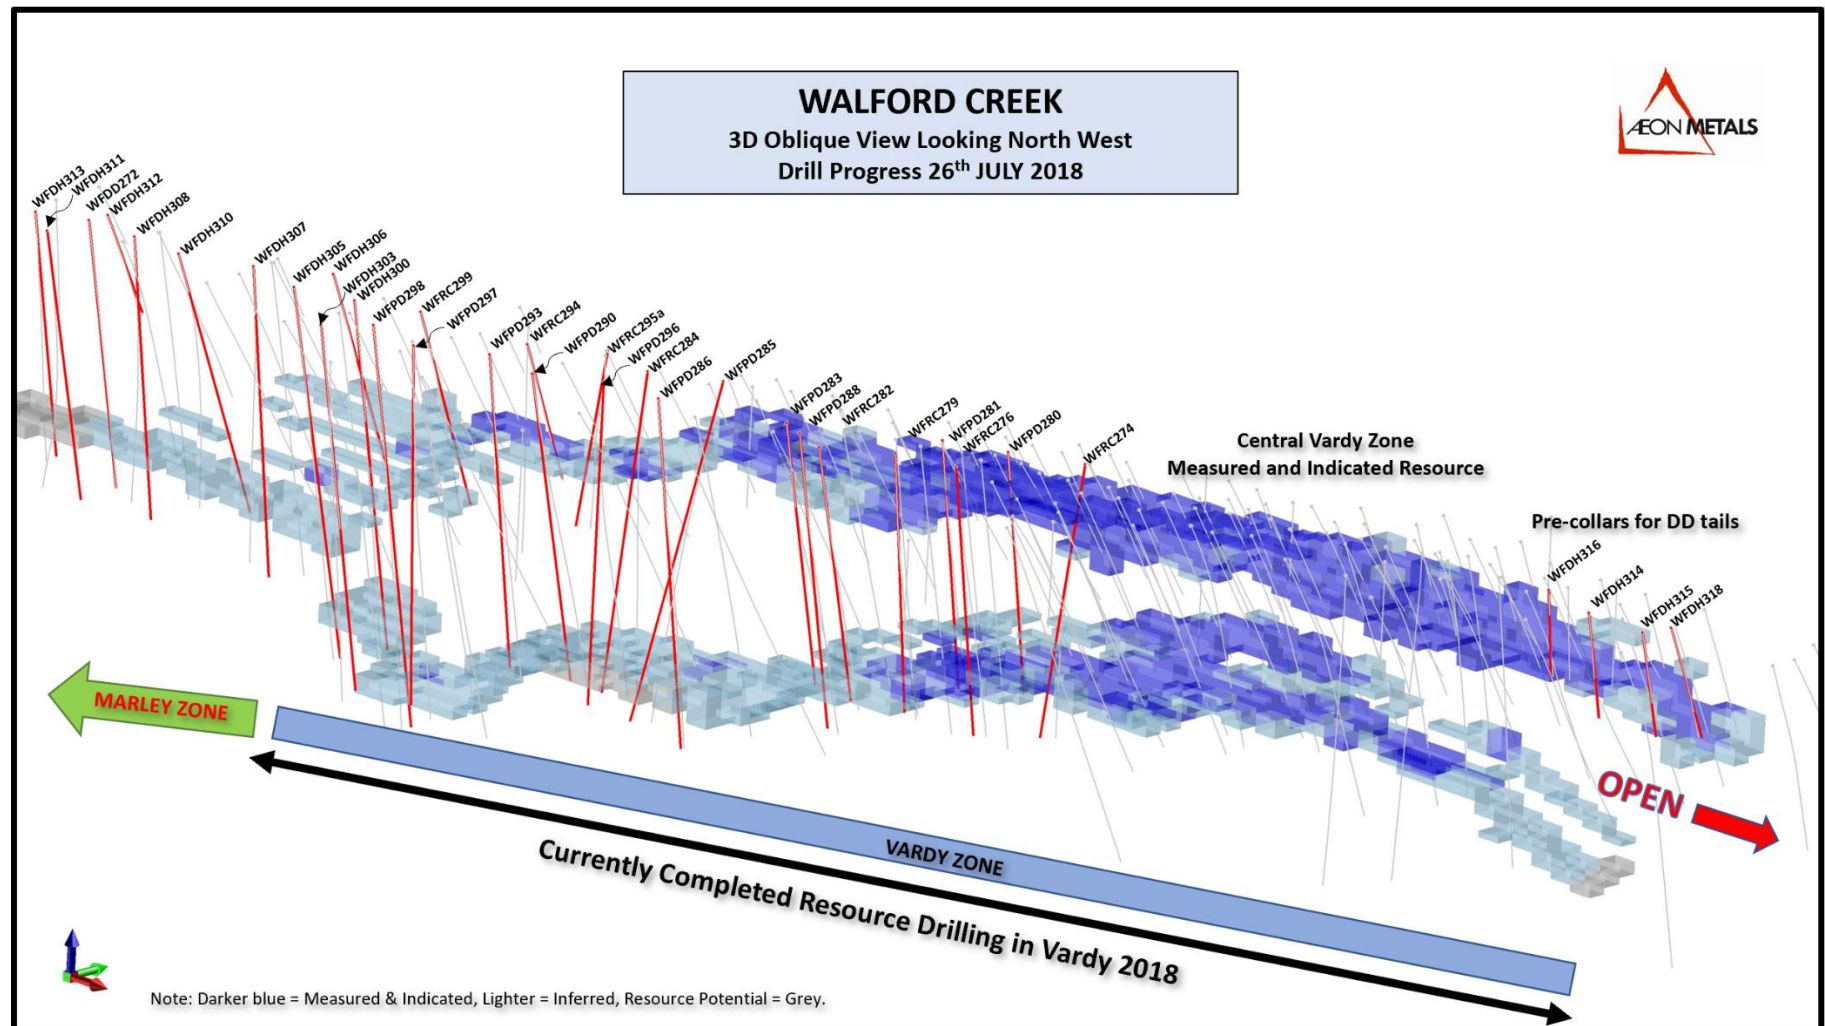 WALFORD CREEK
3D Oblique View Looking North West
Drill Progress 26th JULY 2018
ÆON METALS
WFDH313
WFDH311
WFDD272
WFDH312
WFDH308
WFDH310
WFDH307
WFDH305
WFDH306
WFDH303
WFDH300
WFPD298
WFRC299
WFPD297
WFPD293
WFRC294
WFPD290
WFRC295a
WFPD296
WFRC284
WFPD286
WFPD285
WFPD283
WFPD288
WFRC282
WFRC279
WFPD281
WFRC276
WFPD280
WFRC274
Central Vardy Zone
Measured and Indicated Resource
Pre-collars for DD tails
WFDH316
WFDH314
WFDH315
WFDH318
MARLEY ZONE
OPEN
VARDY ZONE
Currently Completed Resource Drilling in Vardy 2018
Note: Darker blue = Measured & Indicated, Lighter = Inferred, Resource Potential = Grey.